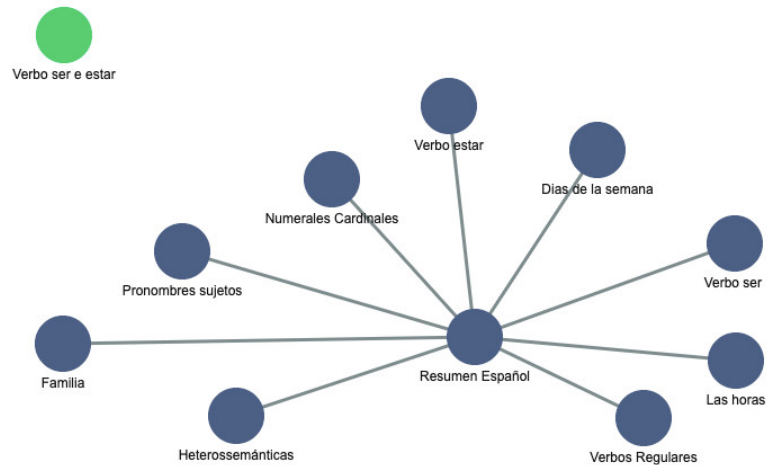 Verbo ser e estar
Verbo estar
Dias de la semana
Numerales Cardinales
Verbo ser
Pronombres sujetos
Resumen Español
Familia
Las horas
Heterossemánticas
Verbos Regulares